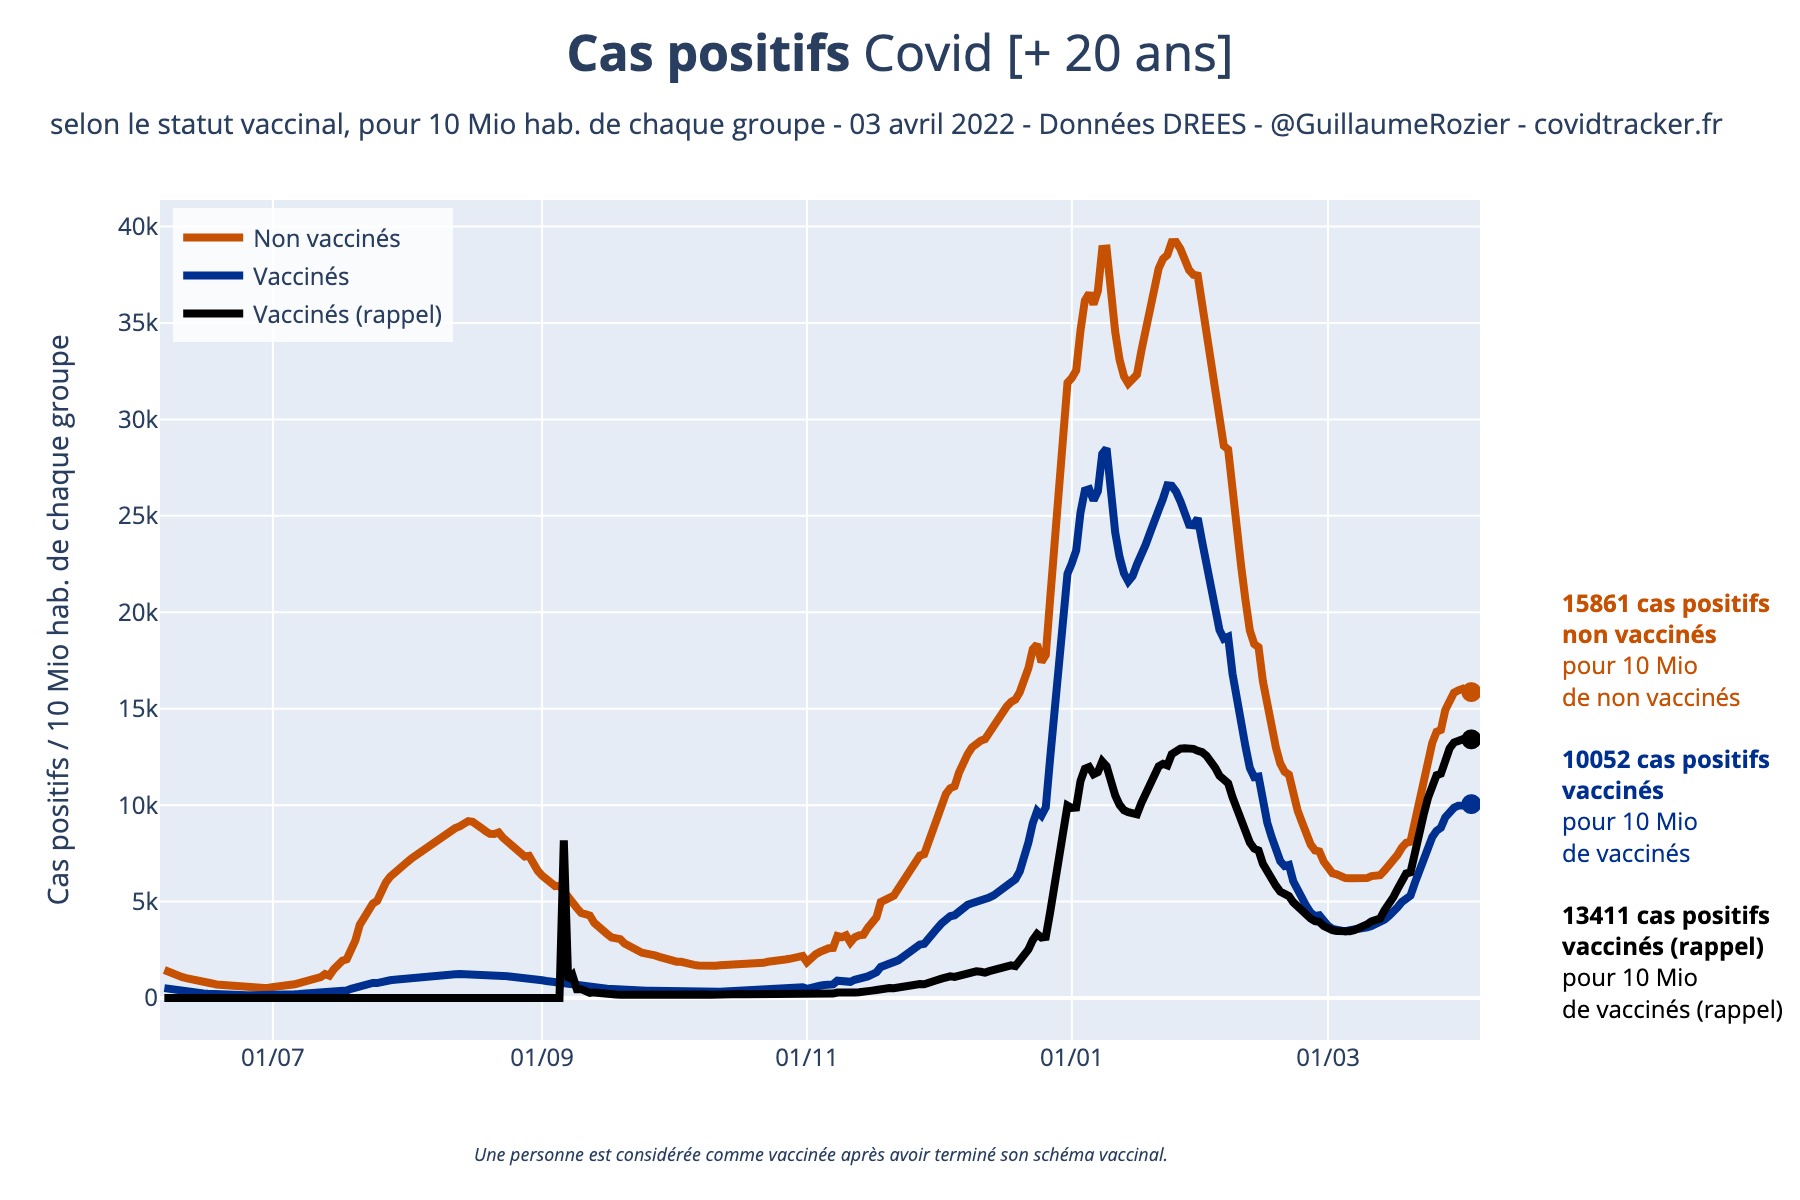 Cas positifs Covid [+ 20 ans]
selon le statut vaccinal, pour 10 Mio hab. de chaque groupe - 03 avril 2022 - Données DREES - @GuillaumeRozier - covidtracker.fr
Cas positifs / 10 Mio hab. de chaque groupe
40k
35k
30k
25k
20k
15k
10k
5k
0
Non vaccinés
Vaccinés
Vaccinés (rappel)
01/07
01/09
01/11
01/01
01/03
15861 cas positifs
non vaccinés
pour 10 Mio
de non vaccinés
10052 cas positifs
vaccinés
pour 10 Mio
de vaccinés
13411 cas positifs
vaccinés (rappel)
pour 10 Mio
de vaccinés (rappel)
Une personne est considérée comme vaccinée après avoir terminé son schéma vaccinal.